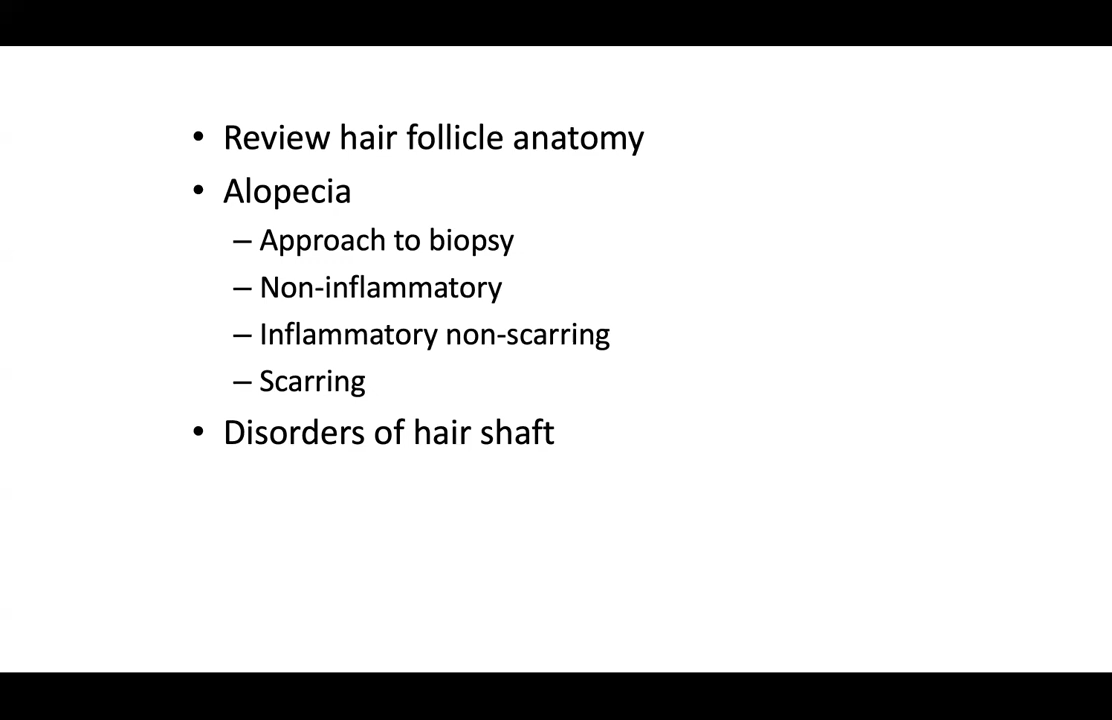 • Review hair follicle anatomy
• Alopecia
– Approach to biopsy
– Non-inflammatory
– Inflammatory non-scarring
– Scarring
• Disorders of hair shaft